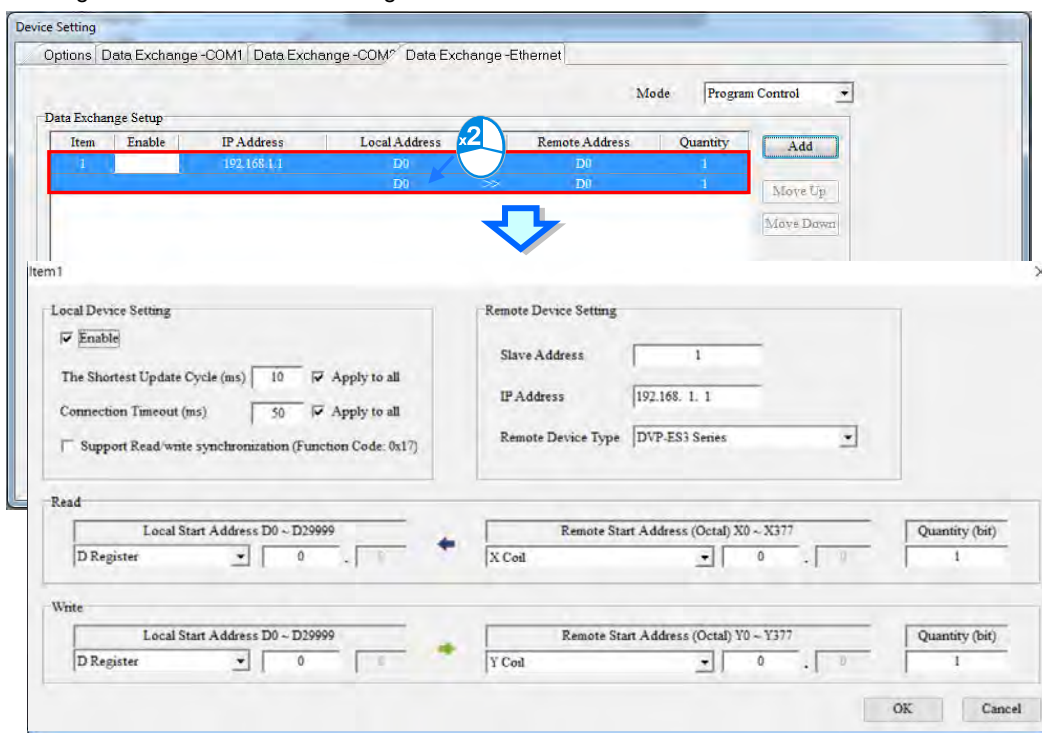 Device Setting
Options Data Exchange -COM1 Data Exchange -COM2 Data Exchange -Ethernet
Mode Program Control
Data Exchange Setup
Item Enable IP Address Local Address Remote Address Quantity
1 192.168.1.1 D0 D0 1
D0 >> D0 1
x2
Add
Move Up
Move Down
Item1
Local Device Setting
Enable
The Shortest Update Cycle (ms) 10 Apply to all
Connection Timeout (ms) 50 Apply to all
Support Read/write synchronization (Function Code: 0x17)
Remote Device Setting
Slave Address 1
IP Address 192.168. 1. 1
Remote Device Type DVP-ES3 Series
Read
Local Start Address D0 ~ D29999 Remote Start Address (Octal) X0 ~ X377 Quantity (bit)
D Register 0 . 0 X Coil 0 . 0 1
Write
Local Start Address D0 ~ D29999 Remote Start Address (Octal) Y0 ~ Y377 Quantity (bit)
D Register 0 0 Y Coil 0 . 0 1
OK Cancel